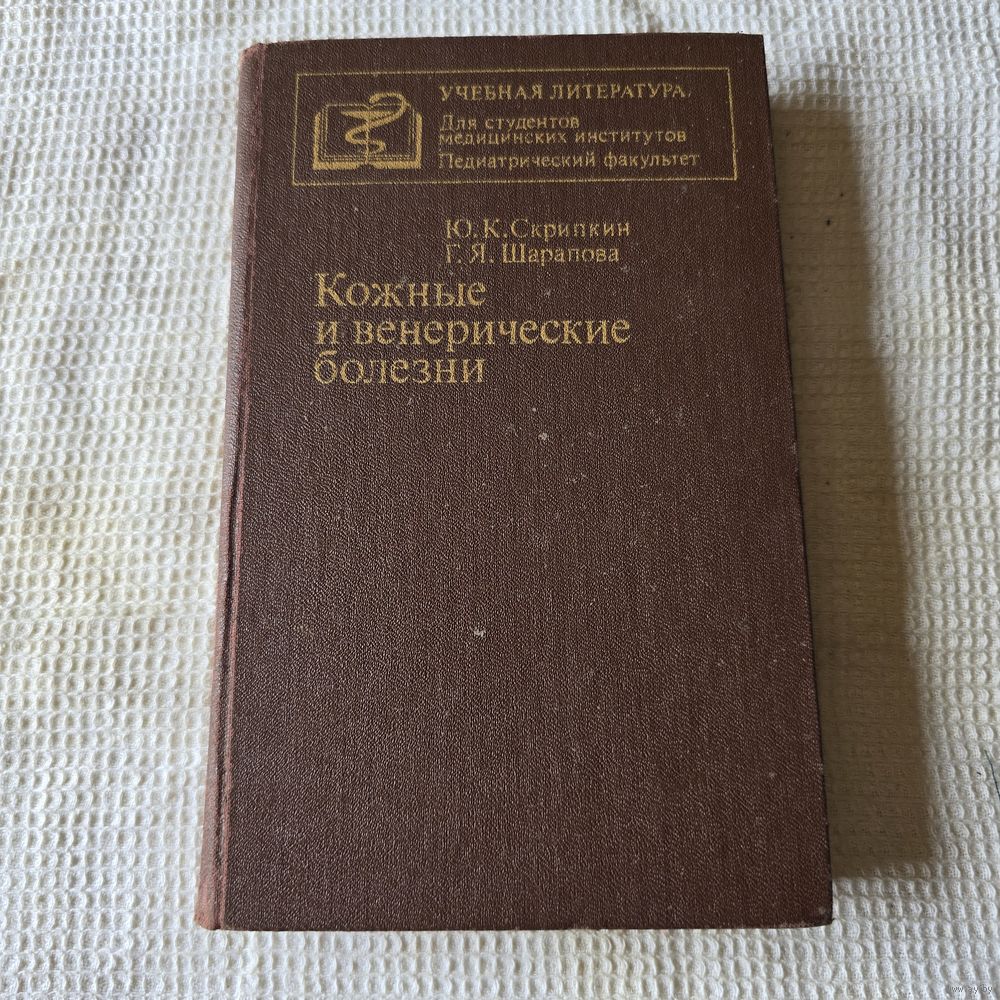 УЧЕБНАЯ ЛИТЕРАТУРА.
Для студентов
медицинских институтов
Педиатрический факультет
Ю. К. Скрипкин
Г. Я. Шарапова
Кожные
и венерические
болезни